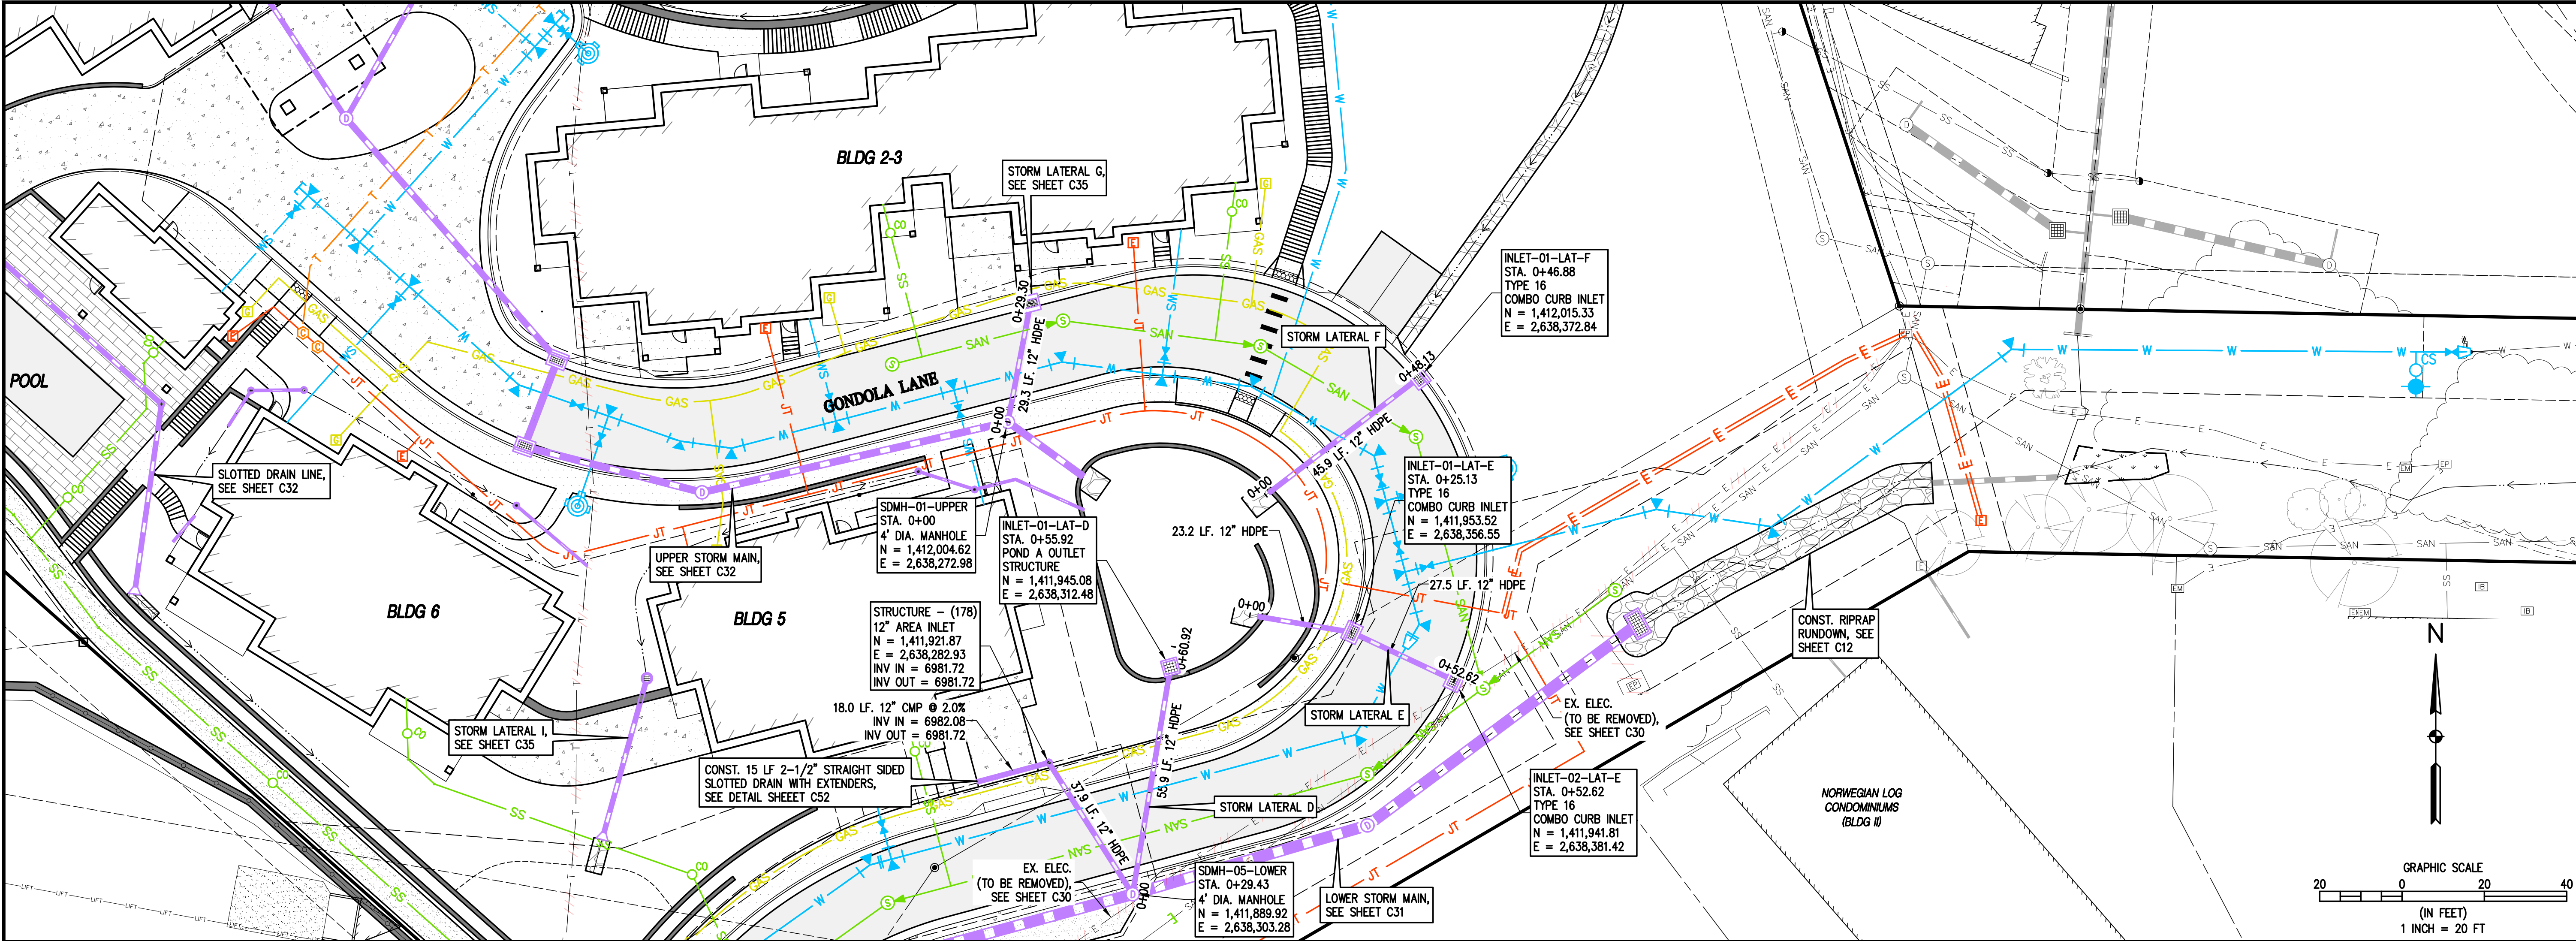 BLDG 2-3
STORM LATERAL G,
SEE SHEET C35
INLET-01-LAT-F
STA. 0+46.88
TYPE 16
COMBO CURB INLET
N = 1,412,015.33
E = 2,638,372.84
0+29.30
29.3 LF. 12" HDPE
0+00
STORM LATERAL F
0+48.13
45.9 LF. 12" HDPE
0+00
GONDOLA LANE
POOL
SLOTTED DRAIN LINE,
SEE SHEET C32
UPPER STORM MAIN,
SEE SHEET C32
SDMH-01-UPPER
STA. 0+00
4' DIA. MANHOLE
N = 1,412,004.62
E = 2,638,272.98
INLET-01-LAT-D
STA. 0+55.92
POND A OUTLET
STRUCTURE
N = 1,411,945.08
E = 2,638,312.48
INLET-01-LAT-E
STA. 0+25.13
TYPE 16
COMBO CURB INLET
N = 1,411,953.52
E = 2,638,356.55
23.2 LF. 12" HDPE
27.5 LF. 12" HDPE
0+00
BLDG 6
BLDG 5
STRUCTURE - (178)
12" AREA INLET
N = 1,411,921.87
E = 2,638,282.93
INV IN = 6981.72
INV OUT = 6981.72
18.0 LF. 12" CMP @ 2.0%
INV IN = 6982.08
INV OUT = 6981.72
0+60.92
55.9 LF. 12" HDPE
37.9 LF. 12" HDPE
0+00
0+52.62
STORM LATERAL E
STORM LATERAL I,
SEE SHEET C35
CONST. 15 LF 2-1/2" STRAIGHT SIDED
SLOTTED DRAIN WITH EXTENDERS,
SEE DETAIL SHEEET C52
STORM LATERAL D
EX. ELEC.
(TO BE REMOVED),
SEE SHEET C30
EX. ELEC.
(TO BE REMOVED),
SEE SHEET C30
SDMH-05-LOWER
STA. 0+29.43
4' DIA. MANHOLE
N = 1,411,889.92
E = 2,638,303.28
LOWER STORM MAIN,
SEE SHEET C31
INLET-02-LAT-E
STA. 0+52.62
TYPE 16
COMBO CURB INLET
N = 1,411,941.81
E = 2,638,381.42
CONST. RIPRAP
RUNDOWN, SEE
SHEET C12
NORWEGIAN LOG
CONDOMINIUMS
(BLDG II)
N
GRAPHIC SCALE
20 0 20 40
(IN FEET)
1 INCH = 20 FT